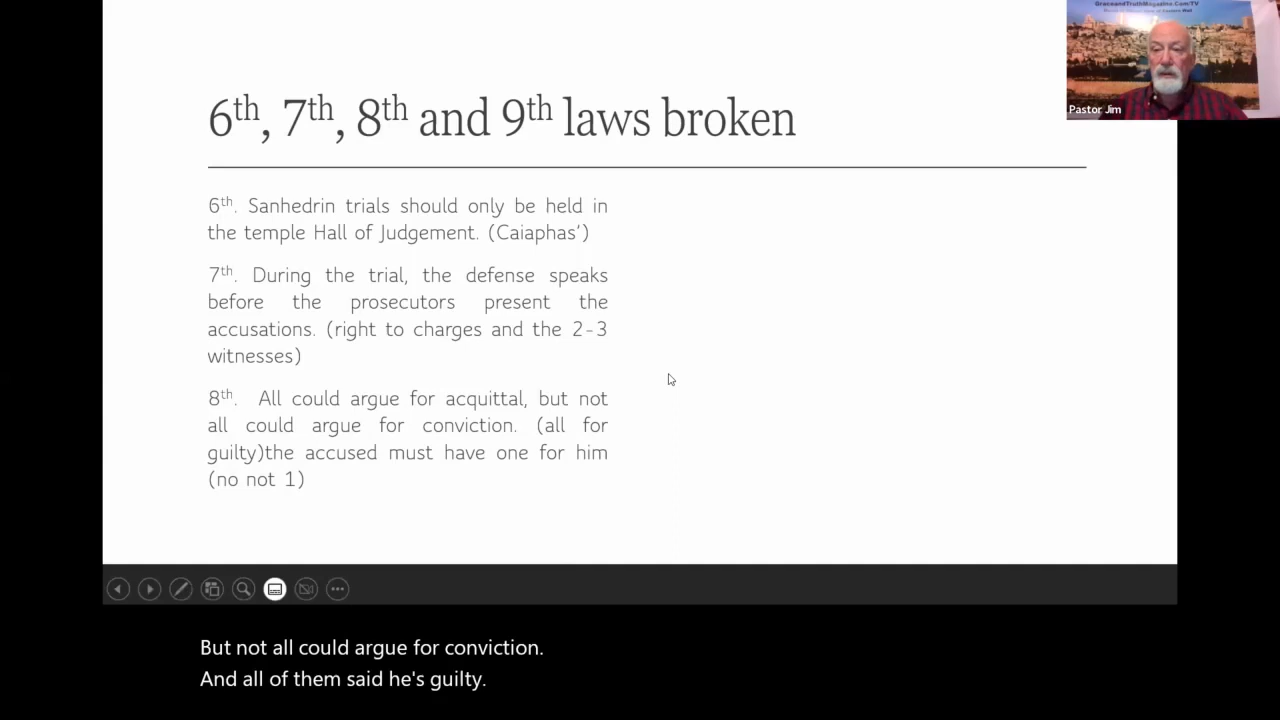 GraceandTruthMagazine.Com/TV
Pastor Jim
6th, 7th, 8th and 9th laws broken
6th. Sanhedrin trials should only be held in
the temple Hall of Judgement. (Caiaphas’)
7th. During the trial, the defense speaks
before the prosecutors present the
accusations. (right to charges and the 2-3
witnesses)
8th. All could argue for acquittal, but not
all could argue for conviction. (all for
guilty)the accused must have one for him
(no not 1)
But not all could argue for conviction.
And all of them said he's guilty.